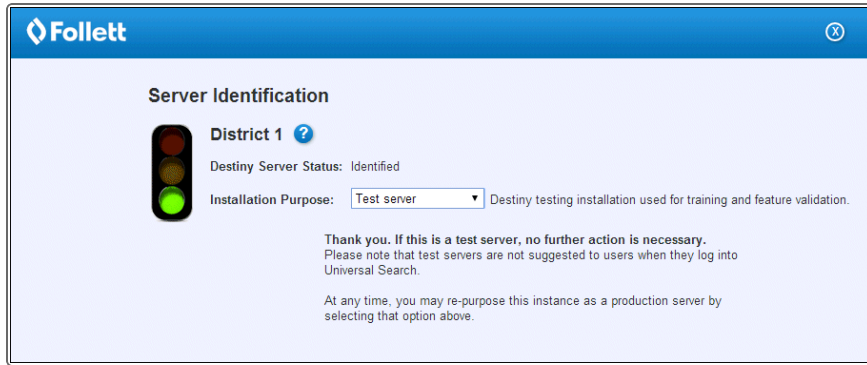 Follett
X
Server Identification
District 1 ?
Destiny Server Status: Identified
Installation Purpose: Test server Destiny testing installation used for training and feature validation.
Thank you. If this is a test server, no further action is necessary.
Please note that test servers are not suggested to users when they log into
Universal Search.
At any time, you may re-purpose this instance as a production server by
selecting that option above.